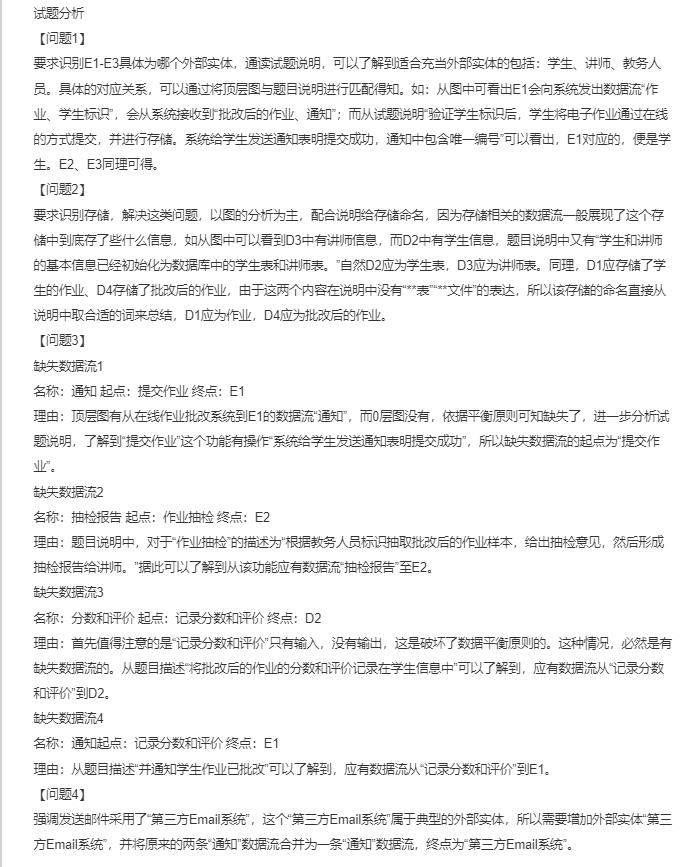 试题分析
【问题1】
要求识别E1-E3具体为哪个外部实体，通读试题说明，可以了解到适合充当外部实体的包括：学生、讲师、教务人
员。具体的对应关系，可以通过将顶层图与题目说明进行匹配得知。如：从图中可看出E1会向系统发出数据流“作
业、学生标识”，会从系统接收到“批改后的作业、通知”；而从试题说明“验证学生标识后，学生将电子作业通过在线
的方式提交，并进行存储。系统给学生发送通知表明提交成功，通知中包含唯一编号”可以看出，E1对应的，便是学
生。E2、E3同理可得。
【问题2】
要求识别存储，解决这类问题，以图的分析为主，配合说明给存储命名，因为存储相关的数据流一般展现了这个存
储中到底存了些什么信息，如从图中可以看到D3中有讲师信息，而D2中有学生信息，题目说明中又有“学生和讲师
的基本信息已经初始化为数据库中的学生表和讲师表。”自然D2应为学生表，D3应为讲师表。同理，D1应存储了学
生的作业、D4存储了批改后的作业，由于这两个内容在说明中没有“**表”“**文件”的表达，所以该存储的命名直接从
说明中取合适的词来总结，D1应为作业，D4应为批改后的作业。
【问题3】
缺失数据流1
名称：通知 起点：提交作业 终点：E1
理由：顶层图有从在线作业批改系统到E1的数据流“通知”，而0层图没有，依据平衡原则可知缺失了，进一步分析试
题说明，了解到“提交作业”这个功能有操作“系统给学生发送通知表明提交成功”，所以缺失数据流的起点为“提交作
业”。
缺失数据流2
名称：抽检报告 起点：作业抽检 终点：E2
理由：题目说明中，对于“作业抽检”的描述为“根据教务人员标识抽取批改后的作业样本，给出抽检意见，然后形成
抽检报告给讲师。”据此可以了解到从该功能应有数据流“抽检报告”至E2。
缺失数据流3
名称：分数和评价 起点：记录分数和评价 终点：D2
理由：首先值得注意的是“记录分数和评价”只有输入，没有输出，这是破坏了数据平衡原则的。这种情况，必然是有
缺失数据流的。从题目描述“将批改后的作业的分数和评价记录在学生信息中”可以了解到，应有数据流从“记录分数
和评价”到D2。
缺失数据流4
名称：通知起点：记录分数和评价 终点：E1
理由：从题目描述“并通知学生作业已批改”可以了解到，应有数据流从“记录分数和评价”到E1。
【问题4】
强调发送邮件采用了“第三方Email系统”，这个“第三方Email系统”属于典型的外部实体，所以需要增加外部实体“第三
方Email系统”，并将原来的两条“通知”数据流合并为一条“通知”数据流，终点为“第三方Email系统”。